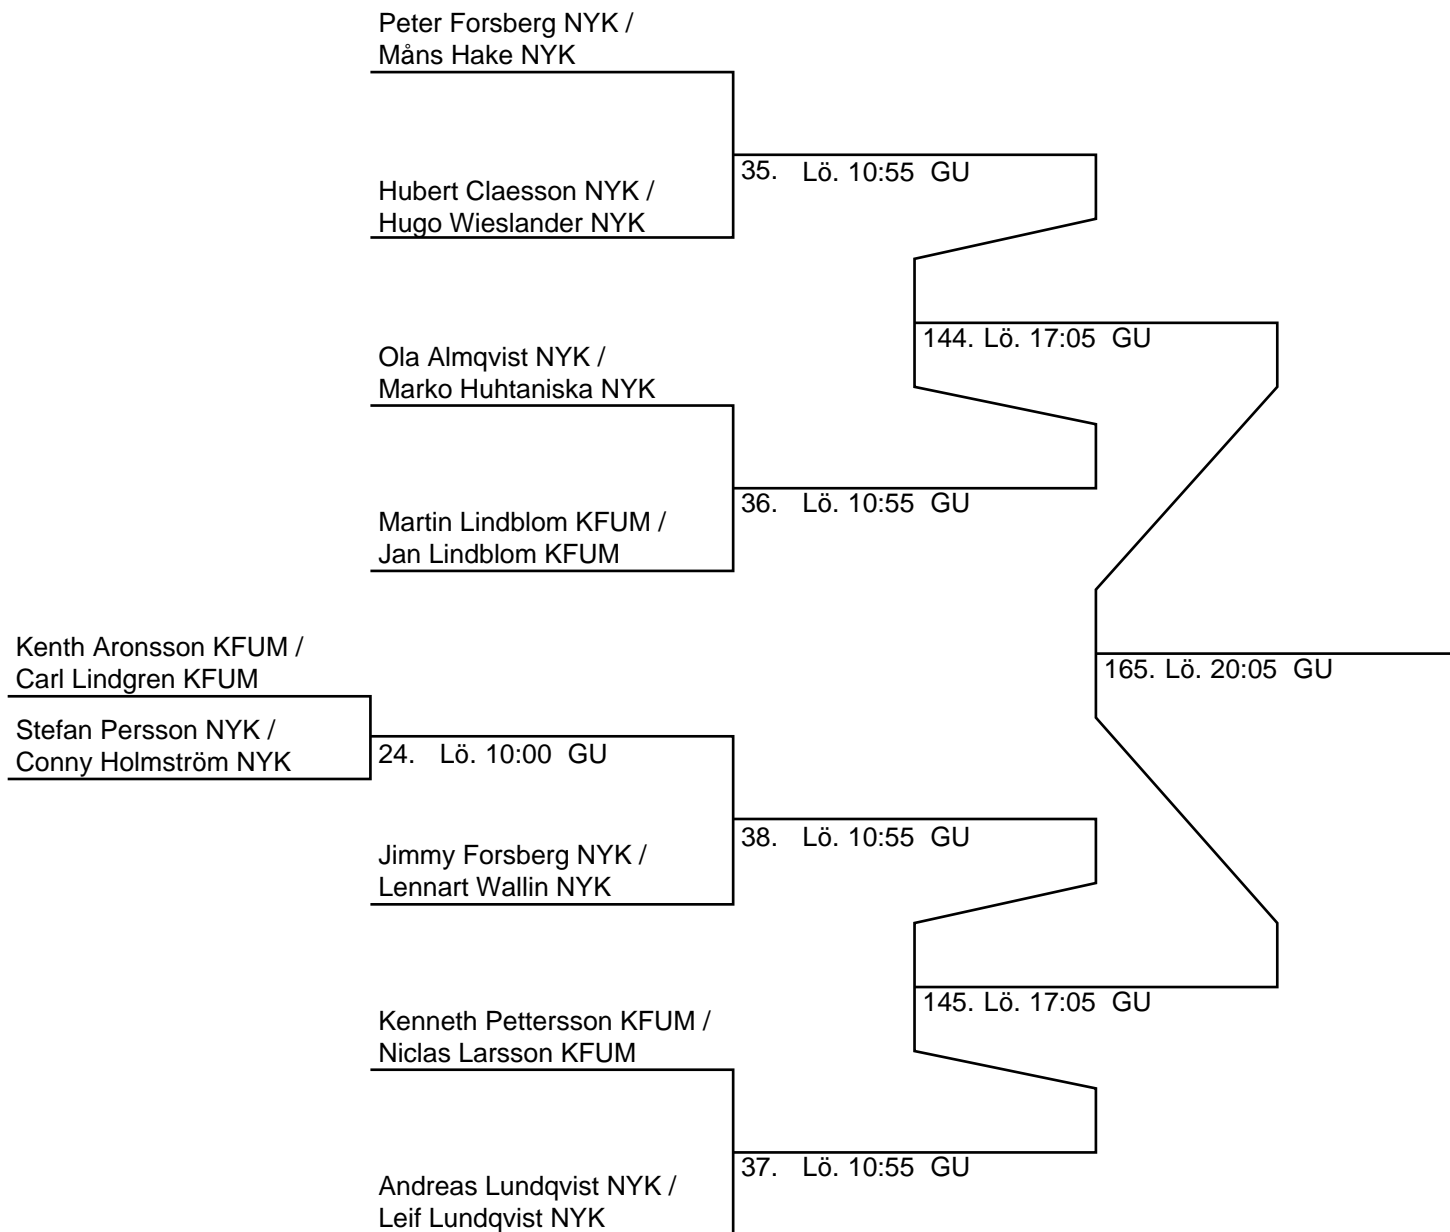 Peter Forsberg NYK /
Måns Hake NYK
35. Lö. 10:55 GU
Hubert Claesson NYK /
Hugo Wieslander NYK
144. Lö. 17:05 GU
Ola Almqvist NYK /
Marko Huhtaniska NYK
36. Lö. 10:55 GU
Martin Lindblom KFUM /
Jan Lindblom KFUM
Kenth Aronsson KFUM /
Carl Lindgren KFUM
165. Lö. 20:05 GU
Stefan Persson NYK /
Conny Holmström NYK
24. Lö. 10:00 GU
38. Lö. 10:55 GU
Jimmy Forsberg NYK /
Lennart Wallin NYK
145. Lö. 17:05 GU
Kenneth Pettersson KFUM /
Niclas Larsson KFUM
37. Lö. 10:55 GU
Andreas Lundqvist NYK /
Leif Lundqvist NYK